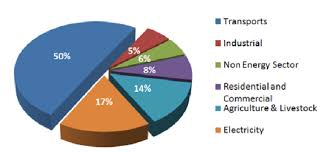 50%
5%
6%
8%
14%
17%
Transports
Industrial
Non Energy Sector
Residential and
Commercial
Agriculture & Livestock
Electricity